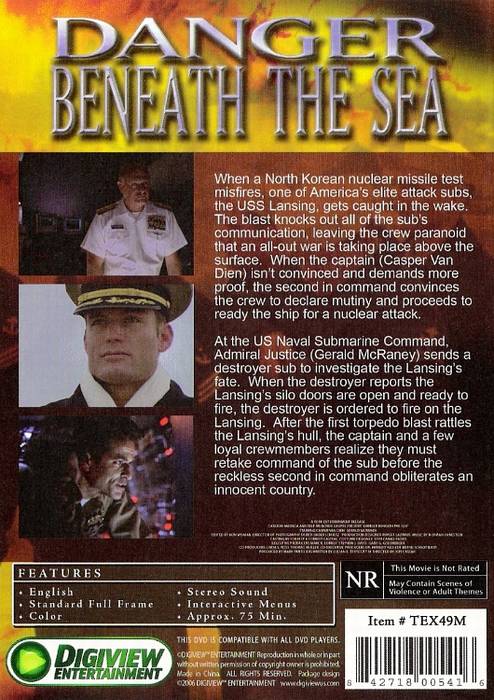 DANGER
BENEATH THE SEA
When a North Korean nuclear missile test
misfires, one of America's elite attack subs,
the USS Lansing, gets caught in the wake.
The blast knocks out all of the sub's
communication, leaving the crew paranoid
that an all-out war is taking place above the
surface.  When the captain (Casper Van
Dien) isn't convinced and demands more
proof, the second in command convinces
the crew to declare mutiny and proceeds to
ready the ship for a nuclear attack.
At the US Naval Submarine Command,
Admiral Justice (Gerald McRaney) sends a
destroyer sub to investigate the Lansing's
fate.  When the destroyer reports the
Lansing's silo doors are open and ready to
fire, the destroyer is ordered to fire on the
Lansing.  After the first torpedo blast rattles
the Lansing's hull, the captain and a few
loyal crewmembers realize they must
retake command of the sub before the
reckless second in command obliterates an
innocent country.
FEATURES
• English
• Standard Full Frame
• Color
• Stereo Sound
• Interactive Menus
• Approx. 75 Min.
NR
This Movie is Not Rated
May Contain Scenes of
Violence or Adult Themes
Item # TEX49M
8 42718 00541 6
DIGIVIEW
ENTERTAINMENT
THIS DVD IS COMPATIBLE WITH ALL DVD PLAYERS.
©DIGIVIEW™ ENTERTAINMENT Reproduction in whole or in part
without written permission of copyright owner is prohibited.
Made in China.  ALL RIGHTS RESERVED.  Package design
©2006 DIGIVIEW™ ENTERTAINMENT  www.digiviewus.com